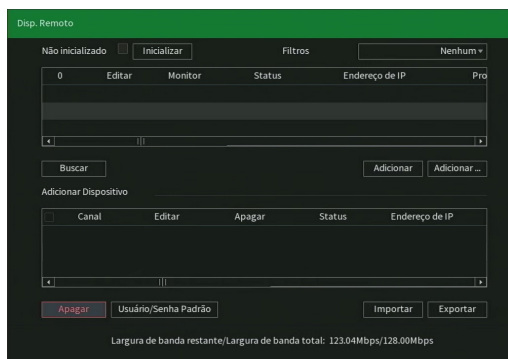 Disp. Remoto
Não inicializado Inicializar Filtros Nenhum
0 Editar Monitor Status Endereço de IP Pro
Buscar Adicionar Adicionar ...
Adicionar Dispositivo
Canal Editar Apagar Status Endereço de IP
Apagar Usuário/Senha Padrão Importar Exportar
Largura de banda restante/Largura de banda total: 123.04Mbps/128.00Mbps